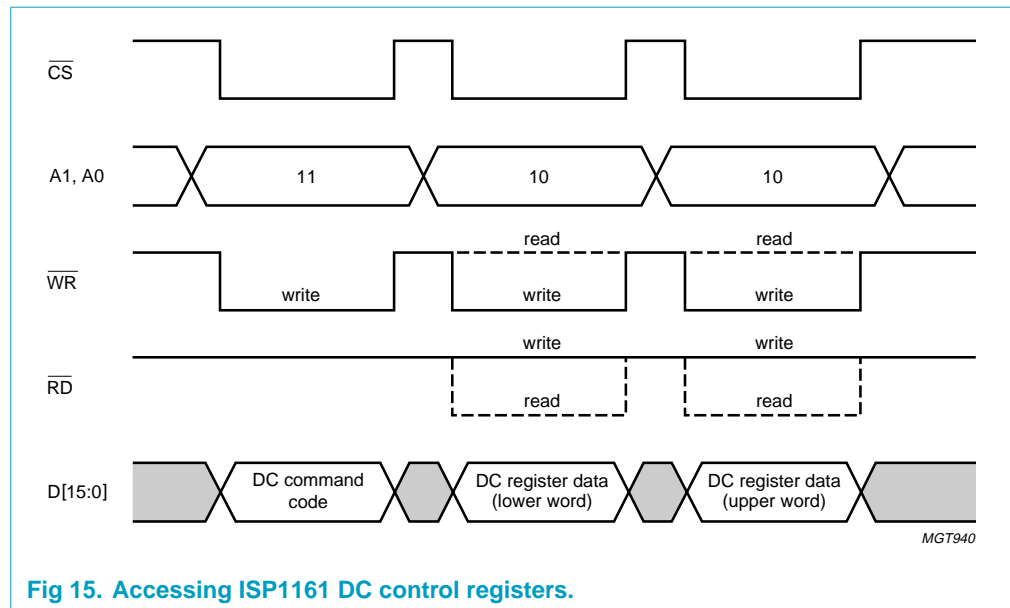 CS
A1, A0 11 10 10
read read
WR
write write write
write write
RD
read read
D[15:0] DC command code DC register data (lower word) DC register data (upper word)
MGT940
Fig 15. Accessing ISP1161 DC control registers.